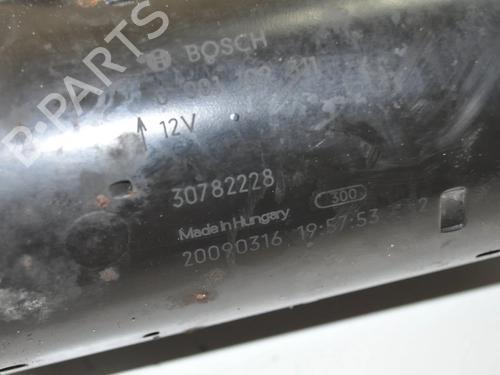 B-PARTS
BOSCH
12V
30782228
300
Made in Hungary
20090316 19:57:53